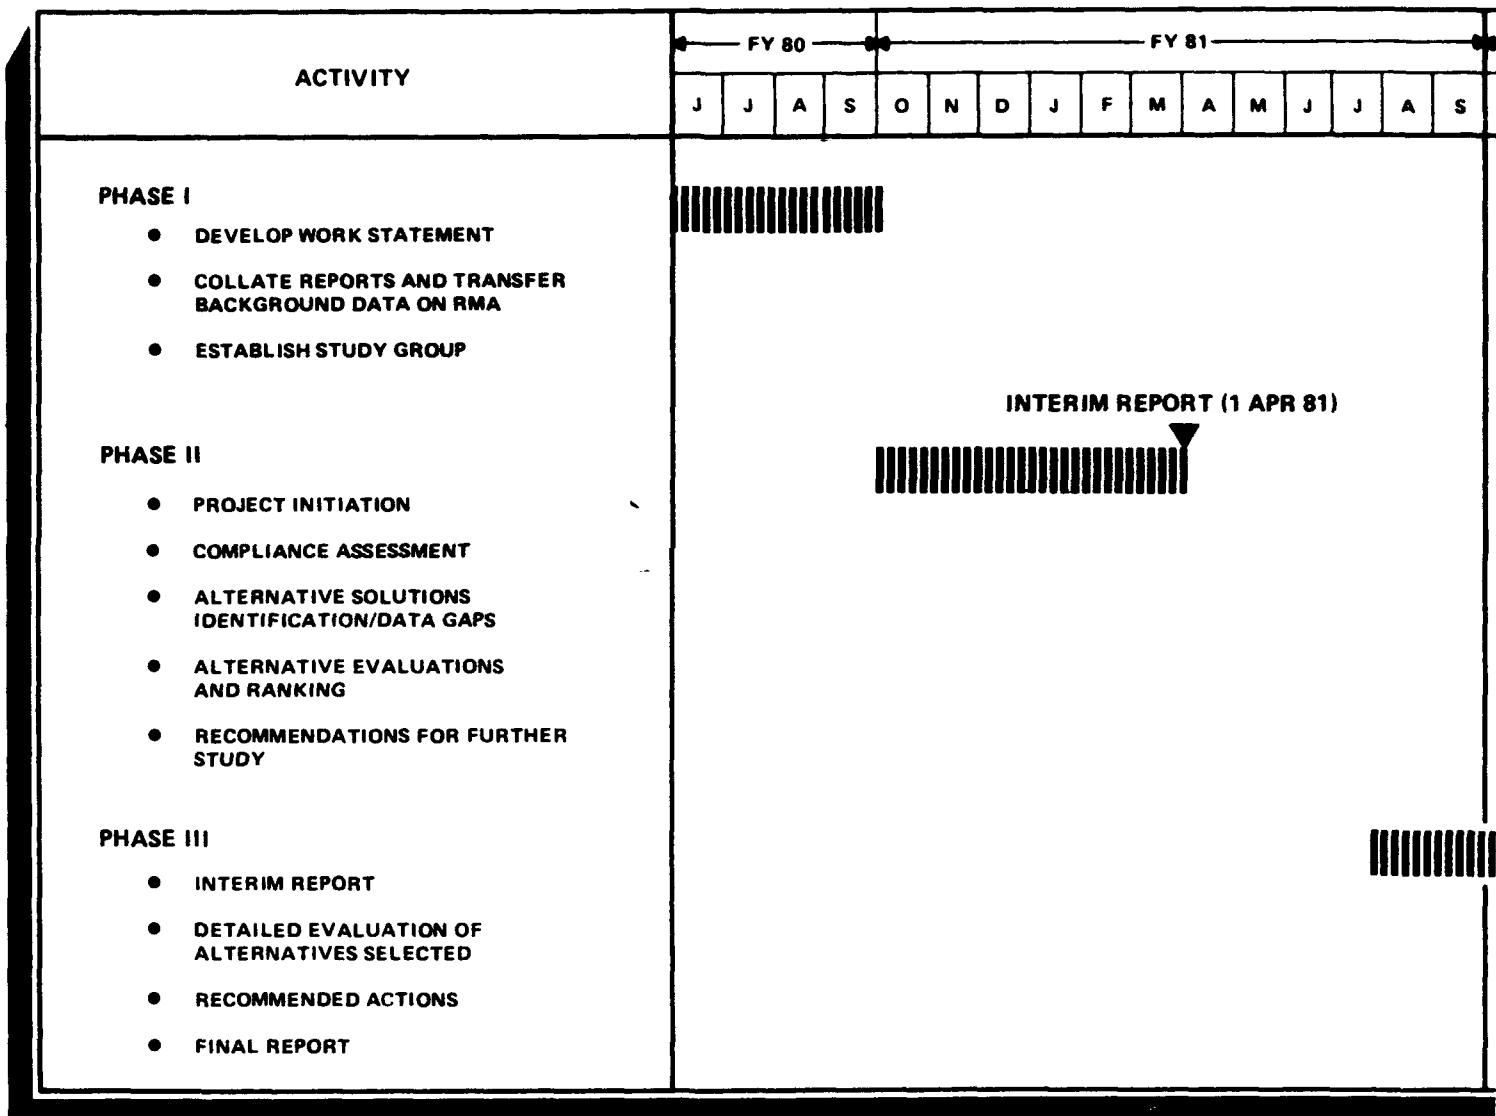 ACTIVITY
FY 80
FY 81
J J A S O N D J F M A M J J A S
PHASE I
● DEVELOP WORK STATEMENT
● COLLATE REPORTS AND TRANSFER
BACKGROUND DATA ON RMA
● ESTABLISH STUDY GROUP
INTERIM REPORT (1 APR 81)
PHASE II
● PROJECT INITIATION
● COMPLIANCE ASSESSMENT
● ALTERNATIVE SOLUTIONS
IDENTIFICATION/DATA GAPS
● ALTERNATIVE EVALUATIONS
AND RANKING
● RECOMMENDATIONS FOR FURTHER
STUDY
PHASE III
● INTERIM REPORT
● DETAILED EVALUATION OF
ALTERNATIVES SELECTED
● RECOMMENDED ACTIONS
● FINAL REPORT